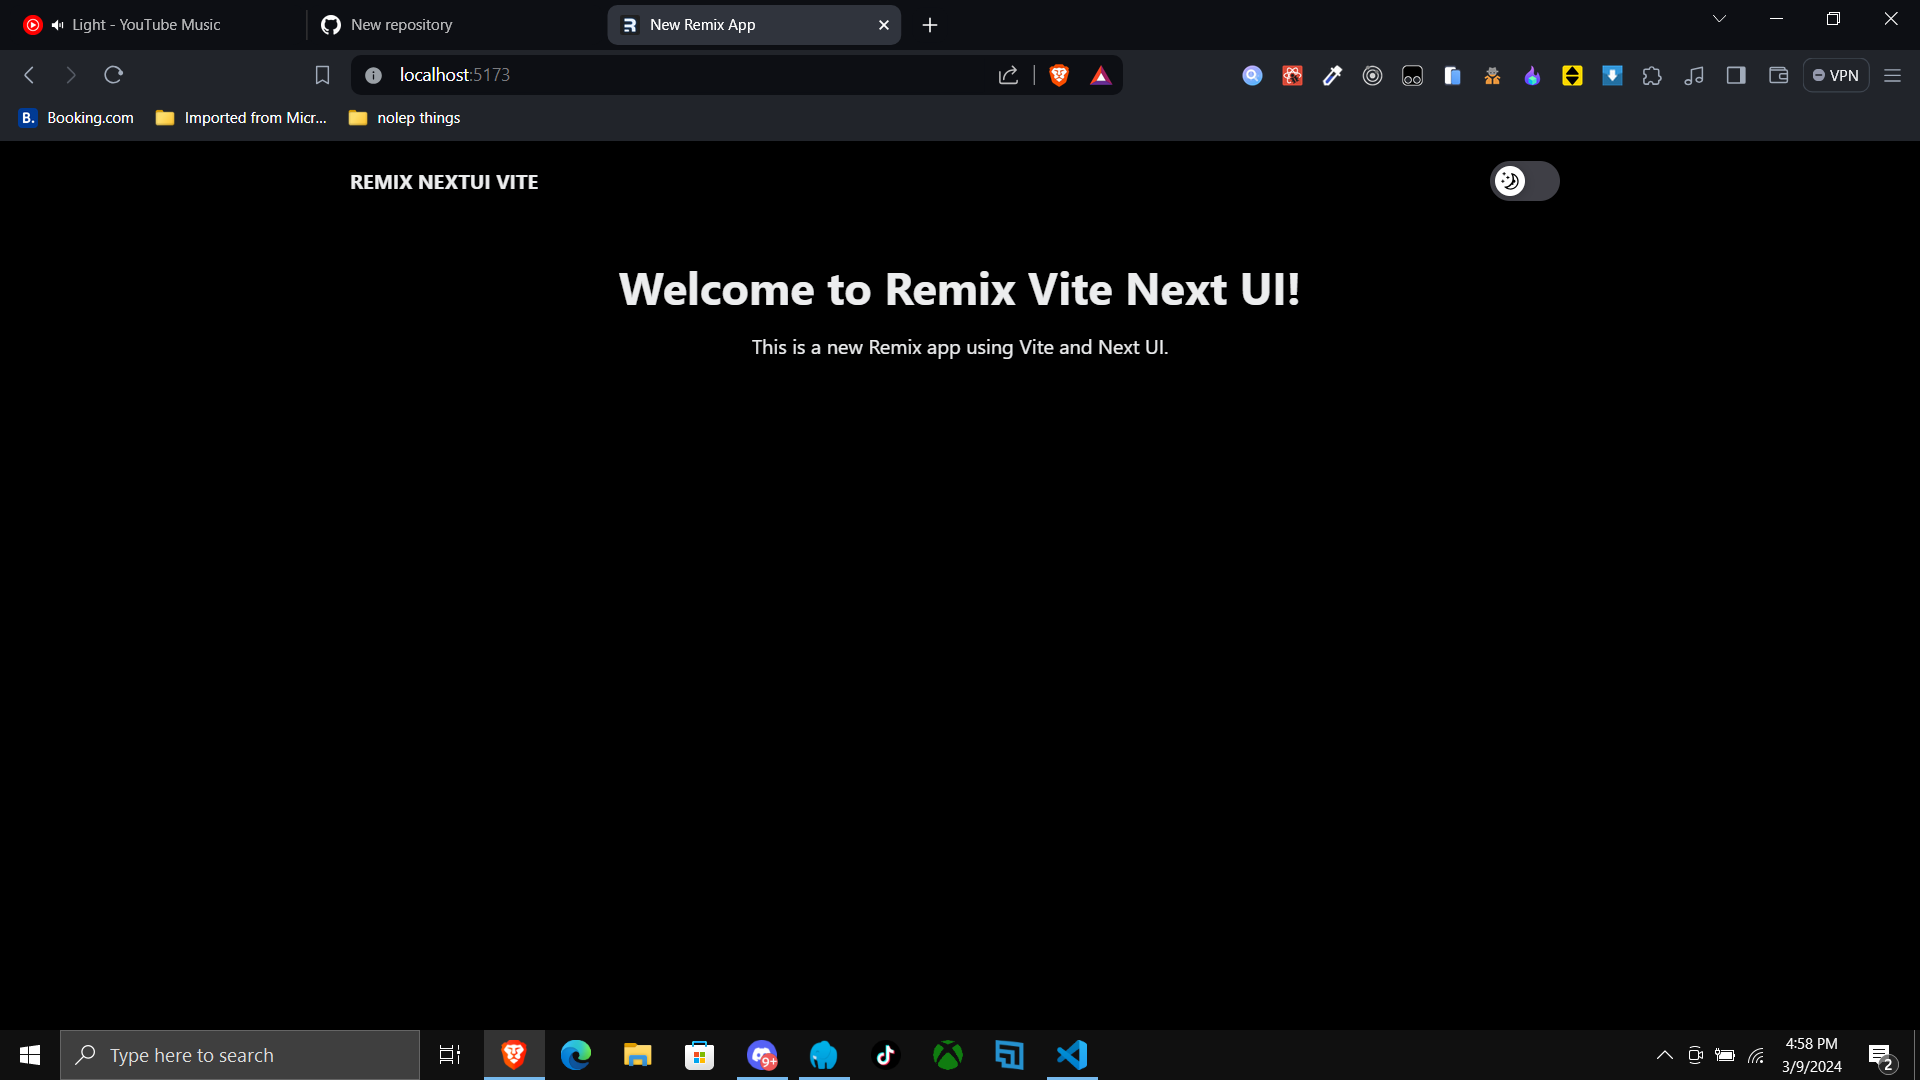 Light - YouTube Music
New repository
New Remix App
localhost:5173
VPN
B. Booking.com
Imported from Micr...
nolep things
REMIX NEXTUI VITE
Welcome to Remix Vite Next UI!
This is a new Remix app using Vite and Next UI.
Type here to search
9+
4:58 PM
3/9/2024
2